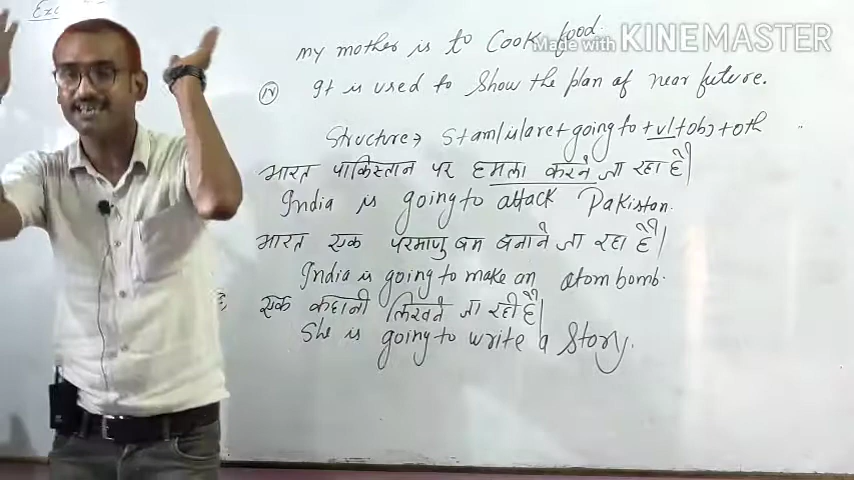 Exc
my mother is to cook food.
Made with KINEMASTER
(iv) It is used to show the plan of near future.
Structure → S+am/is/are+going to+v1+obj+oth
भारत पाकिस्तान पर हमला करने जा रहा है|
India is going to attack Pakistan.
भारत एक परमाणु बम बनाने जा रहा है|
India is going to make an atom bomb.
एक कहानी लिखने जा रही है|
She is going to write a story.